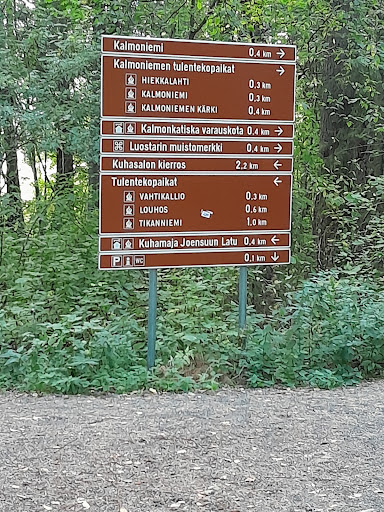 Kalmoniemi 0,4 km →
Kalmoniemen tulentekopaikat →
HIEKKALAHTI 0,3 km
KALMONIEMI 0,3 km
KALMONIEMEN KÄRKI 0,4 km
Kalmonkatiska varauskota 0,4 km →
⌘ Luostarin muistomerkki 0,4 km →
Kuhasalon kierros 2,2 km ←
Tulentekopaikat ←
VAHTIKALLIO 0,3 km
LOUHOS 0,6 km
TIKANNIEMI 1,0 km
Kuhamaja Joensuun Latu 0,4 km ←
P WC 0,1 km ↓